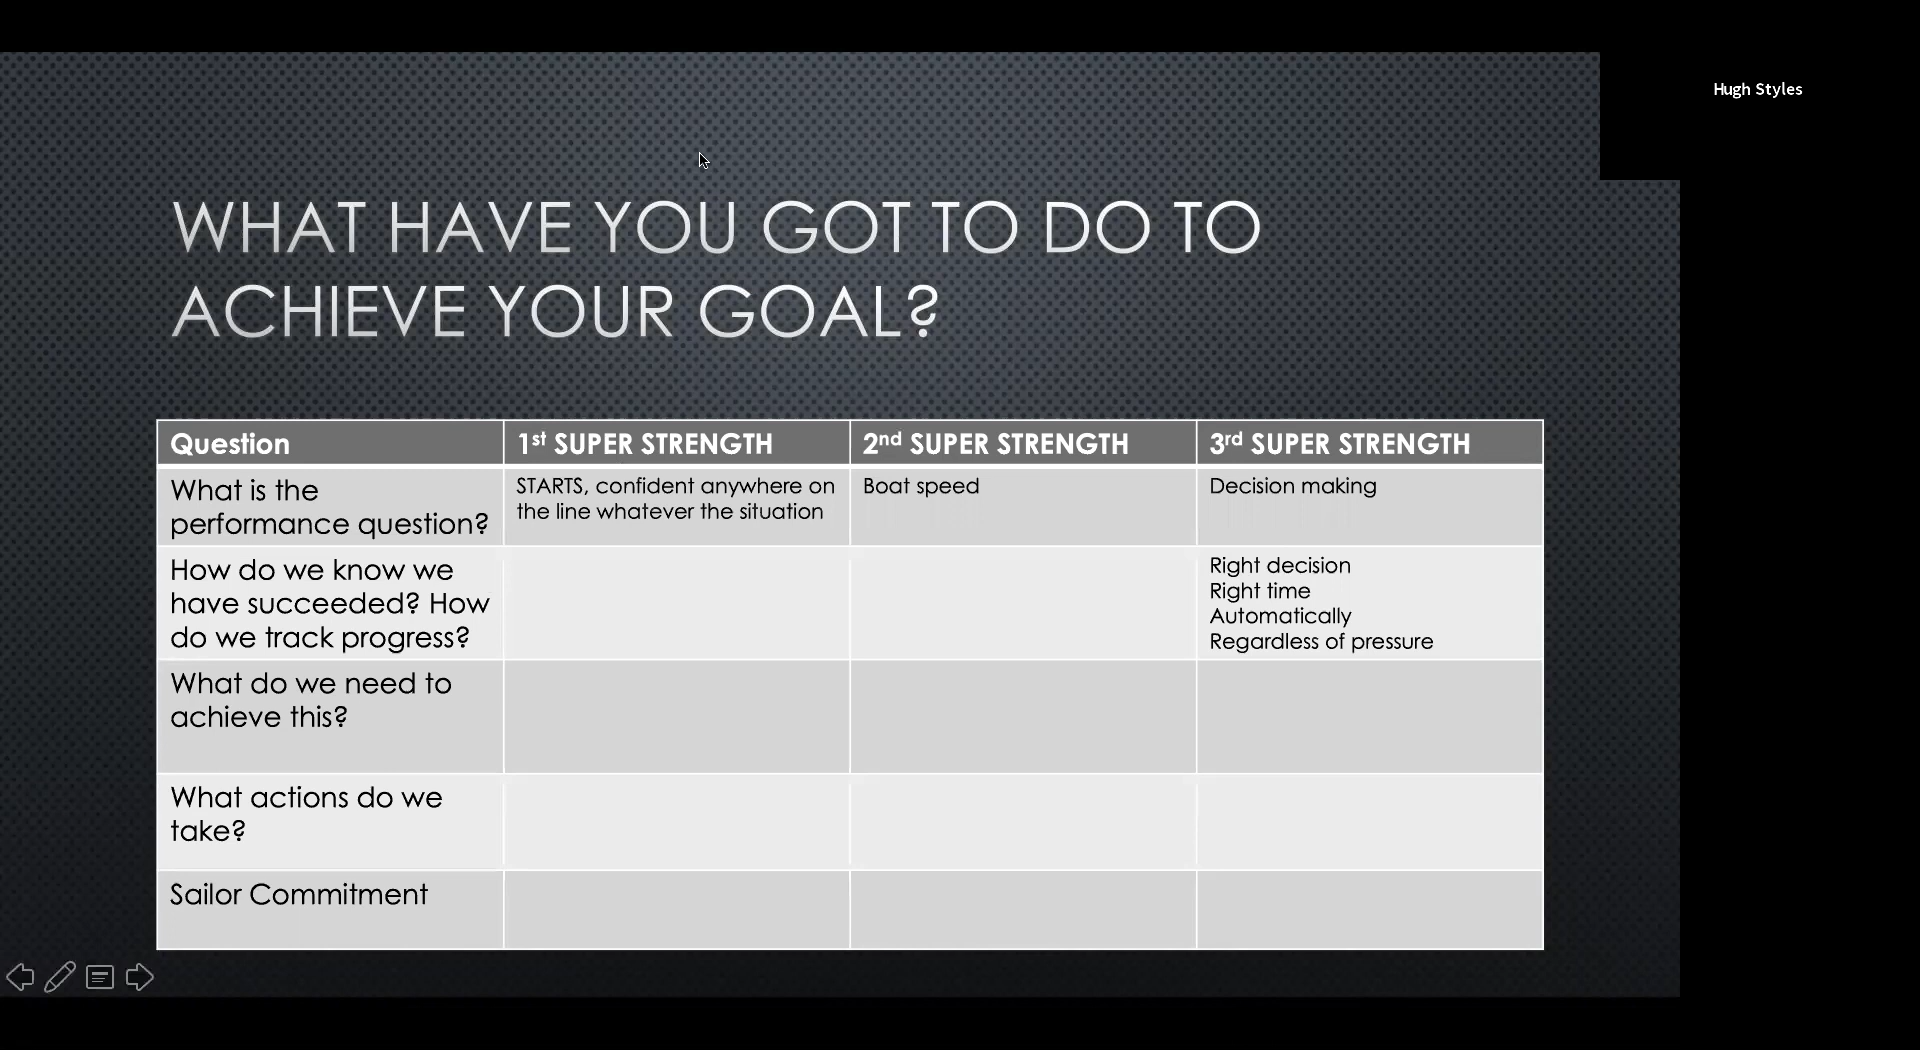 Hugh Styles
WHAT HAVE YOU GOT TO DO TO
ACHIEVE YOUR GOAL?
Question
1st SUPER STRENGTH
2nd SUPER STRENGTH
3rd SUPER STRENGTH
What is the
performance question?
STARTS, confident anywhere on
the line whatever the situation
Boat speed
Decision making
How do we know we
have succeeded? How
do we track progress?
Right decision
Right time
Automatically
Regardless of pressure
What do we need to
achieve this?
What actions do we
take?
Sailor Commitment